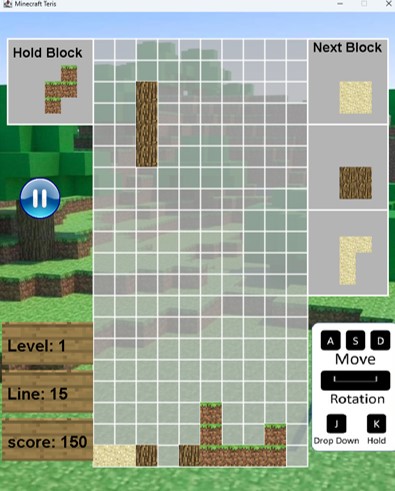 Minecraft Teris
Hold Block
Next Block
Level: 1
Line: 15
score: 150
A S D
Move
Rotation
J K
Drop Down Hold